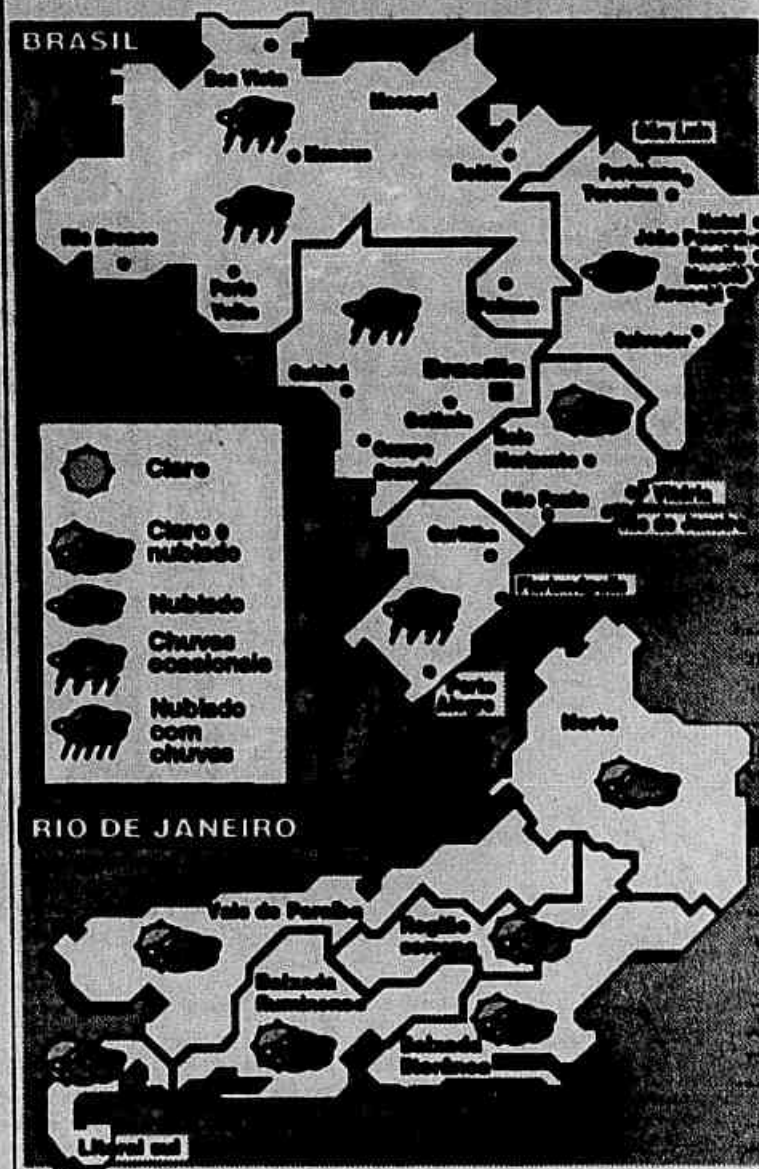 BRASIL
Boa Vista
Macapá
São Luís
Manaus
Belém
Fortaleza
Teresina
Natal
João Pessoa
Rio Branco
Porto
Velho
Palmas
Aracaju
Salvador
Cuiabá
Brasília
Goiânia
Campo
Grande
Belo
Horizonte
São Paulo
Vitória
Rio de Janeiro
Curitiba
Florianópolis
Porto
Alegre
Claro
Claro e
nublado
Nublado
Chuvas
ocasionais
Nublado
com
chuvas
RIO DE JANEIRO
Norte
Vale do Paraíba
Região
serrana
Baixada
fluminense
Baixada
litorânea
Litoral sul